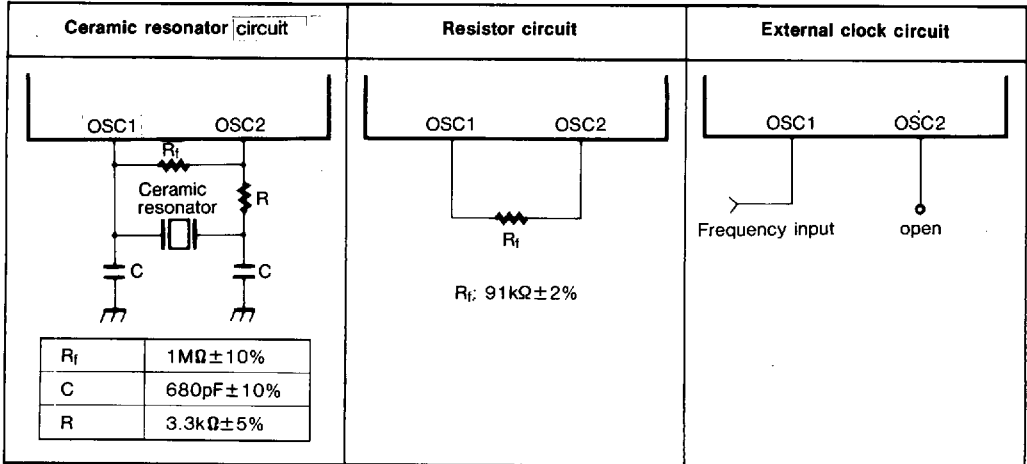 Ceramic resonator circuit
Resistor circuit
External clock circuit
OSC1 OSC2
Rf
Ceramic
resonator
R
C C
Rf 1MΩ±10%
C 680pF±10%
R 3.3kΩ±5%
OSC1 OSC2
Rf
Rf: 91kΩ±2%
OSC1 OSC2
Frequency input
open